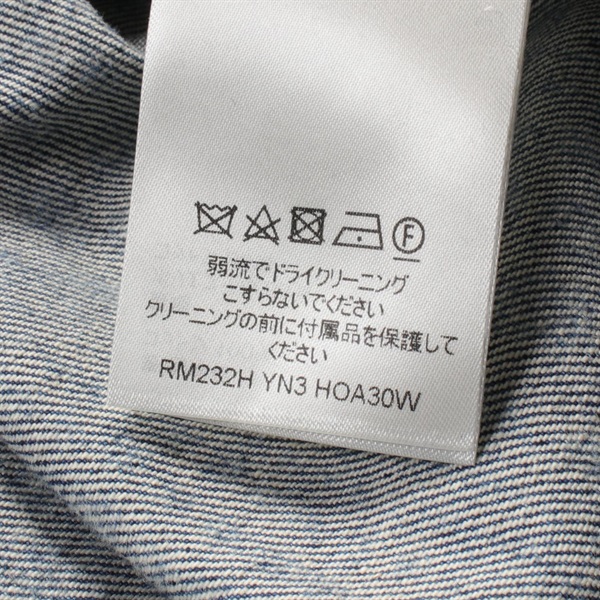 F
弱流でドライクリーニング
こすらないでください
クリーニングの前に付属品を保護して
ください
RM232H YN3 HOA30W